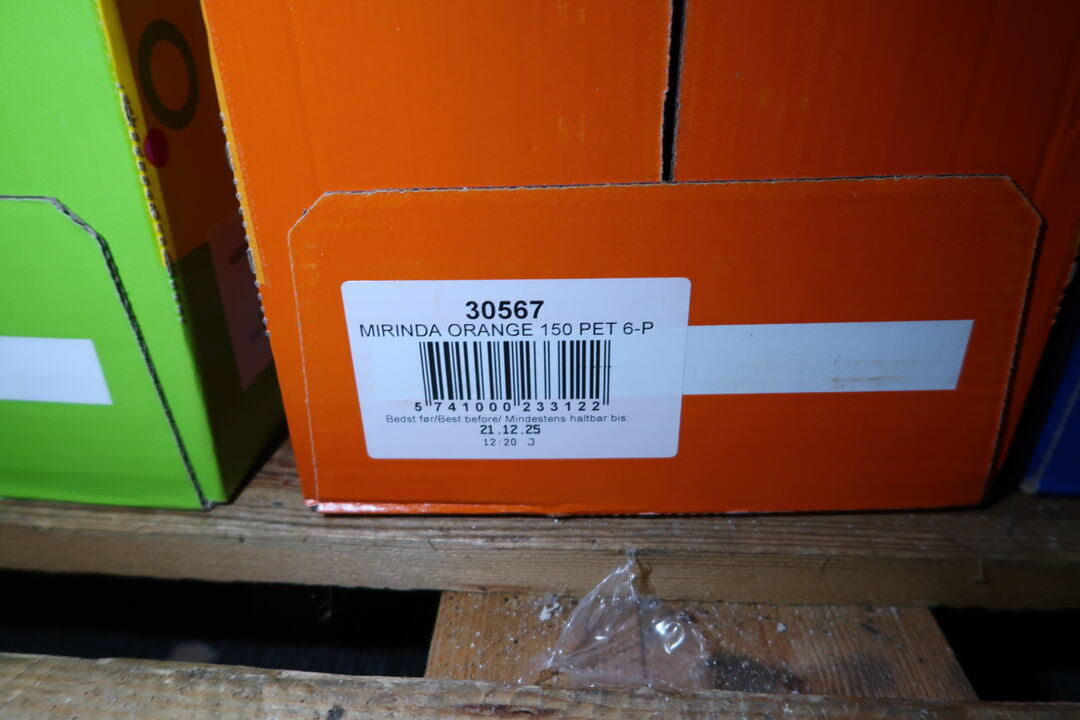 30567
MIRINDA ORANGE 150 PET 6-P
5 741000 233122
Bedst før/Best before/ Mindestens haltbar bis:
21.12.25
12:20 J